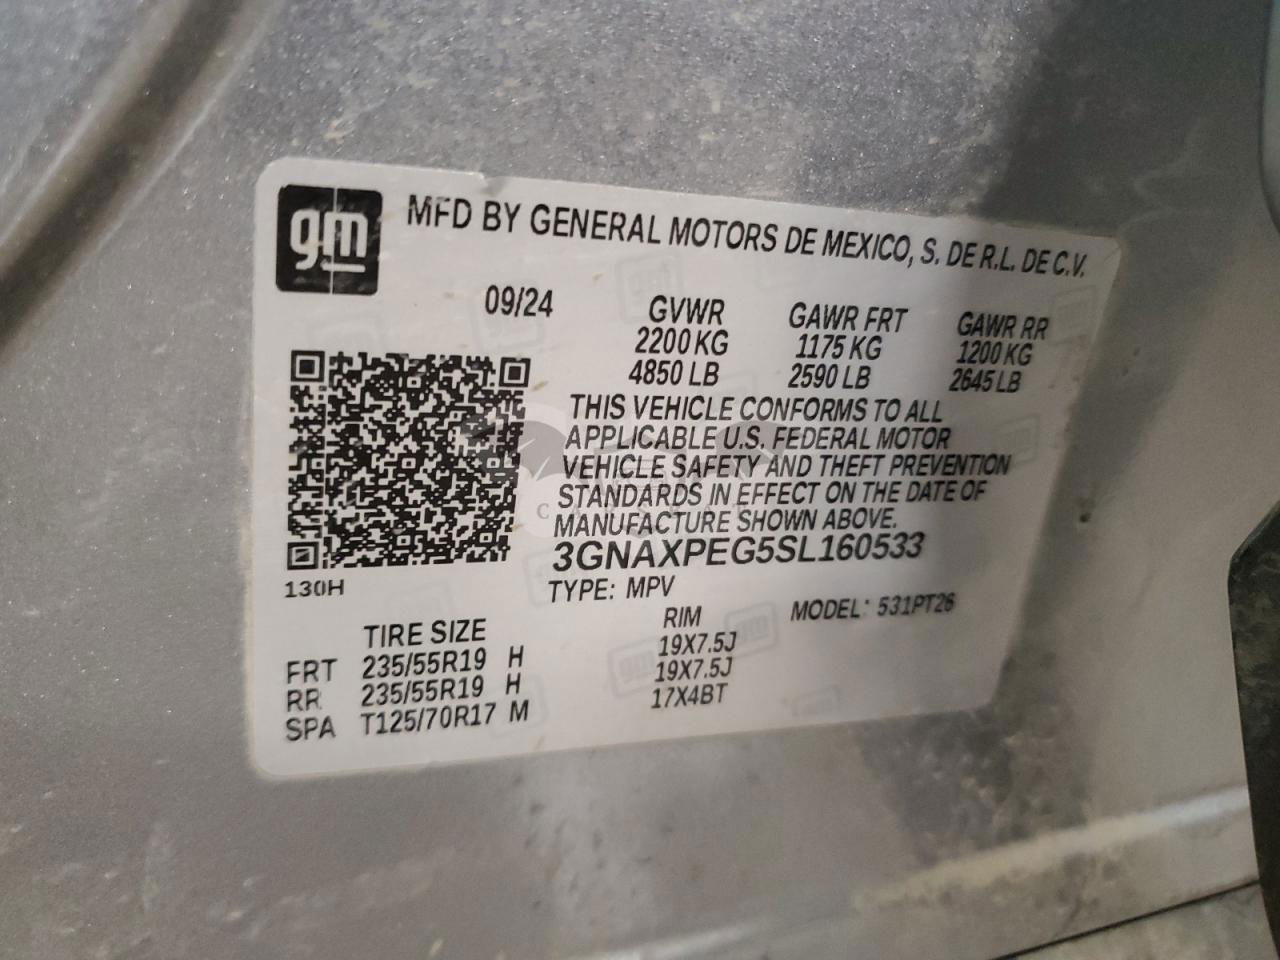 gm
MFD BY GENERAL MOTORS DE MEXICO, S. DE R.L. DE C.V.
09/24 GVWR GAWR FRT GAWR RR
2200 KG 1175 KG 1200 KG
4850 LB 2590 LB 2645 LB
THIS VEHICLE CONFORMS TO ALL
APPLICABLE U.S. FEDERAL MOTOR
VEHICLE SAFETY AND THEFT PREVENTION
STANDARDS IN EFFECT ON THE DATE OF
MANUFACTURE SHOWN ABOVE.
3GNAXPEG5SL160533
130H TYPE: MPV MODEL: 531PT26
TIRE SIZE RIM
FRT 235/55R19 H 19X7.5J
RR 235/55R19 H 19X7.5J
SPA T125/70R17 M 17X4BT